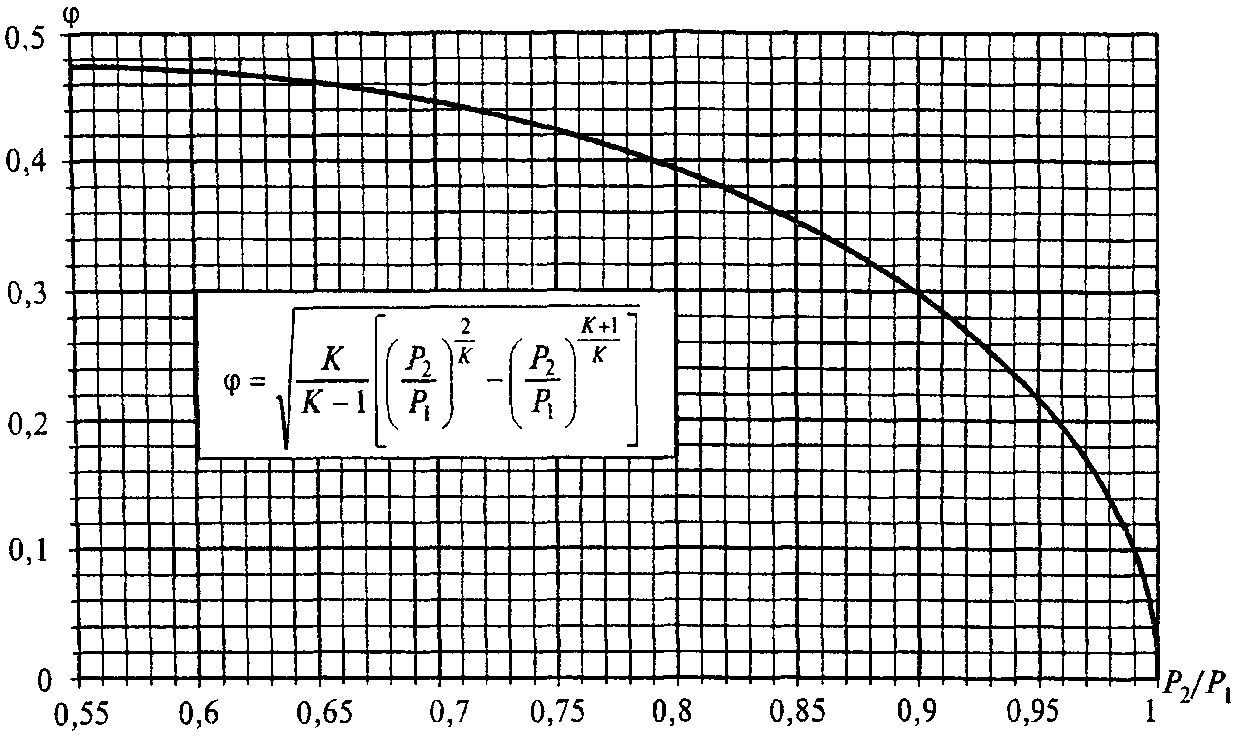 φ
0,5
0,4
0,3
φ = √(K/(K − 1) [(P₂/P₁)^(2/K) − (P₂/P₁)^((K+1)/K)])
0,2
0,1
0
0,55 0,6 0,65 0,7 0,75 0,8 0,85 0,9 0,95 1
P₂/P₁